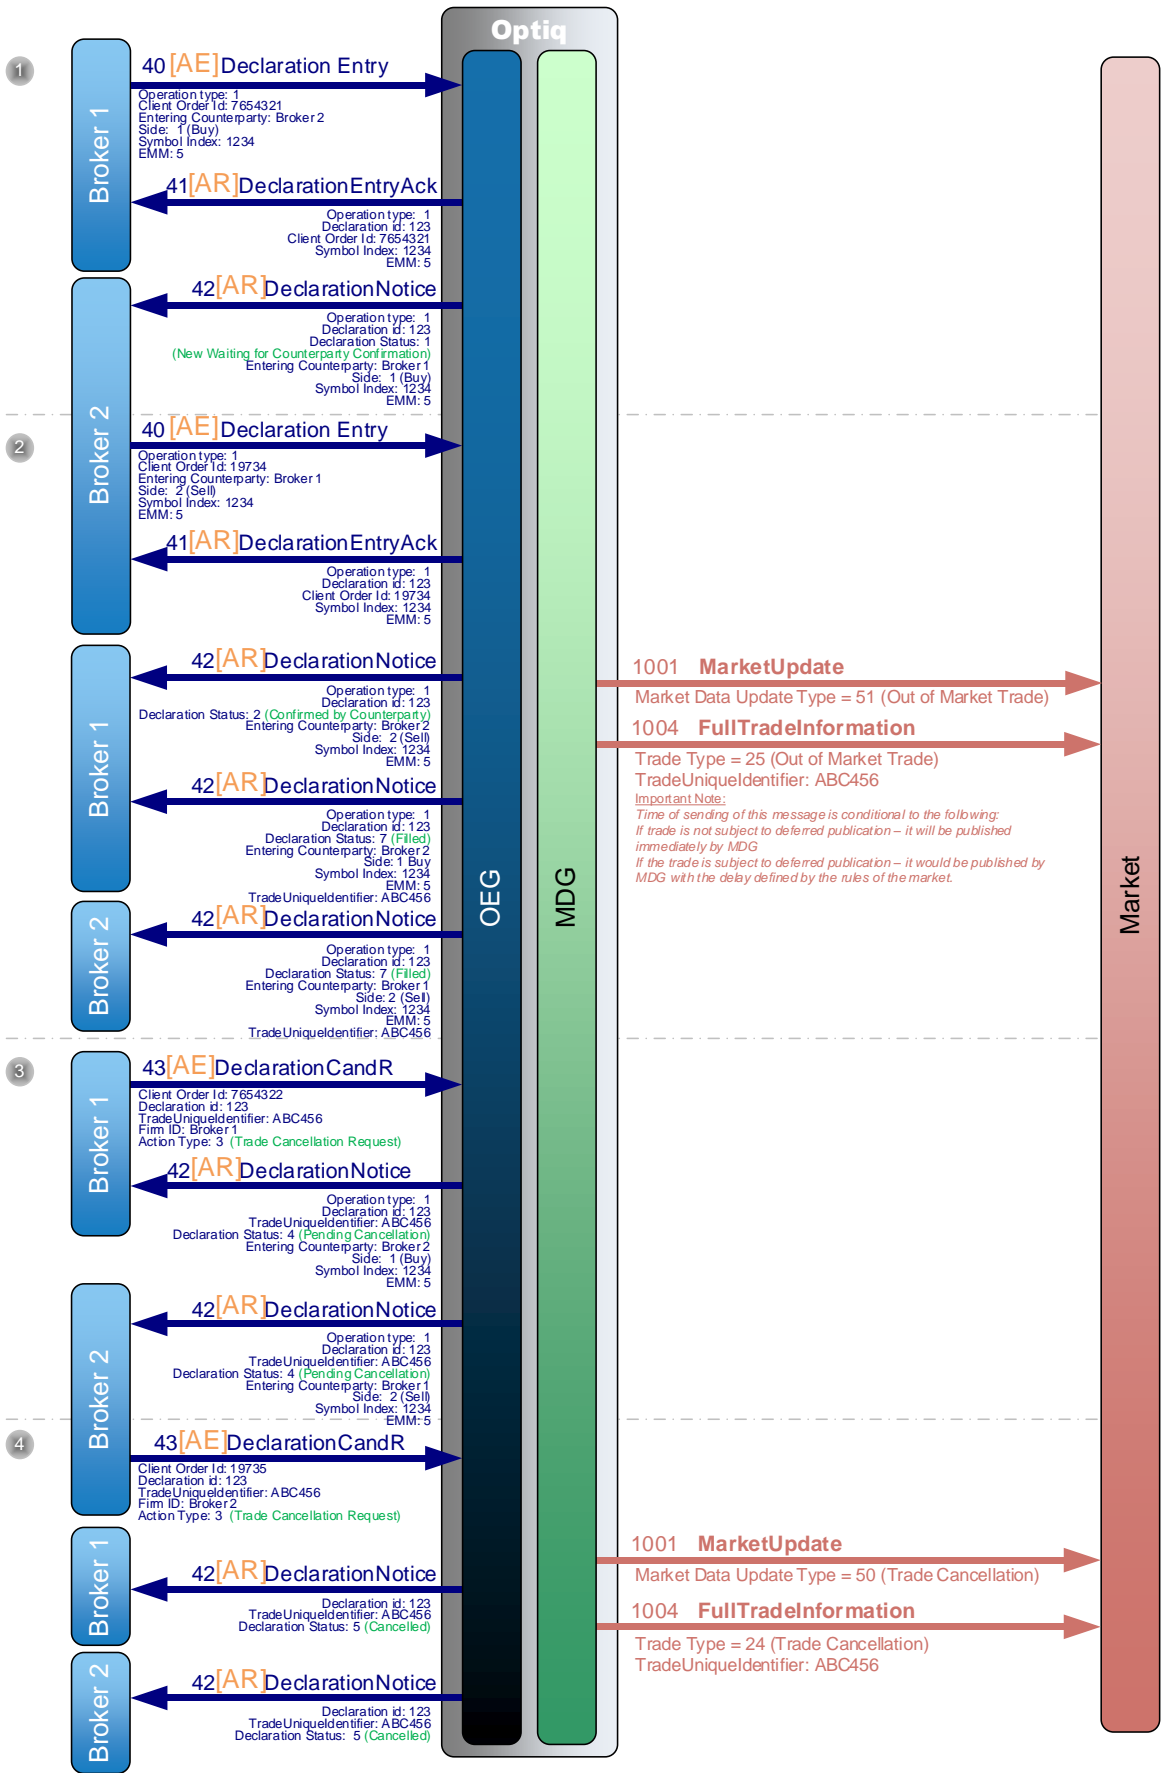 Optiq
1
Broker 1
40 [AE] Declaration Entry
Operation type: 1
Client Order Id: 7654321
Entering Counterparty: Broker 2
Side: 1 (Buy)
Symbol Index: 1234
EMM: 5
41 [AR] DeclarationEntryAck
Operation type: 1
Declaration id: 123
Client Order Id: 7654321
Symbol Index: 1234
EMM: 5
Broker 2
42 [AR] DeclarationNotice
Operation type: 1
Declaration id: 123
Declaration Status: 1
(New Waiting for Counterparty Confirmation)
Entering Counterparty: Broker 1
Side: 1 (Buy)
Symbol Index: 1234
EMM: 5
2
40 [AE] Declaration Entry
Operation type: 1
Client Order Id: 19734
Entering Counterparty: Broker 1
Side: 2 (Sell)
Symbol Index: 1234
EMM: 5
41 [AR] DeclarationEntryAck
Operation type: 1
Declaration id: 123
Client Order Id: 19734
Symbol Index: 1234
EMM: 5
Broker 1
42 [AR] DeclarationNotice
Operation type: 1
Declaration id: 123
Declaration Status: 2 (Confirmed by Counterparty)
Entering Counterparty: Broker 2
Side: 2 (Sell)
Symbol Index: 1234
EMM: 5
1001 MarketUpdate
Market Data Update Type = 51 (Out of Market Trade)
1004 FullTradeInformation
Trade Type = 25 (Out of Market Trade)
TradeUniqueIdentifier: ABC456
Important Note:
Time of sending of this message is conditional to the following:
If trade is not subject to deferred publication – it will be published
immediately by MDG
If the trade is subject to deferred publication – it would be published by
MDG with the delay defined by the rules of the market.
42 [AR] DeclarationNotice
Operation type: 1
Declaration id: 123
Declaration Status: 7 (Filled)
Entering Counterparty: Broker 2
Side: 1 Buy
Symbol Index: 1234
EMM: 5
TradeUniqueIdentifier: ABC456
OEG
MDG
Market
Broker 2
42 [AR] DeclarationNotice
Operation type: 1
Declaration id: 123
Declaration Status: 7 (Filled)
Entering Counterparty: Broker 1
Side: 2 (Sell)
Symbol Index: 1234
EMM: 5
TradeUniqueIdentifier: ABC456
3
Broker 1
43 [AE] DeclarationCandR
Client Order Id: 7654322
Declaration id: 123
TradeUniqueIdentifier: ABC456
Firm ID: Broker 1
Action Type: 3 (Trade Cancellation Request)
42 [AR] DeclarationNotice
Operation type: 1
Declaration id: 123
TradeUniqueIdentifier: ABC456
Declaration Status: 4 (Pending Cancellation)
Entering Counterparty: Broker 2
Side: 1 (Buy)
Symbol Index: 1234
EMM: 5
Broker 2
42 [AR] DeclarationNotice
Operation type: 1
Declaration id: 123
TradeUniqueIdentifier: ABC456
Declaration Status: 4 (Pending Cancellation)
Entering Counterparty: Broker 1
Side: 2 (Sell)
Symbol Index: 1234
EMM: 5
4
43 [AE] DeclarationCandR
Client Order Id: 19735
Declaration id: 123
TradeUniqueIdentifier: ABC456
Firm ID: Broker 2
Action Type: 3 (Trade Cancellation Request)
Broker 1
42 [AR] DeclarationNotice
Declaration id: 123
TradeUniqueIdentifier: ABC456
Declaration Status: 5 (Cancelled)
1001 MarketUpdate
Market Data Update Type = 50 (Trade Cancellation)
1004 FullTradeInformation
Trade Type = 24 (Trade Cancellation)
TradeUniqueIdentifier: ABC456
Broker 2
42 [AR] DeclarationNotice
Declaration id: 123
TradeUniqueIdentifier: ABC456
Declaration Status: 5 (Cancelled)